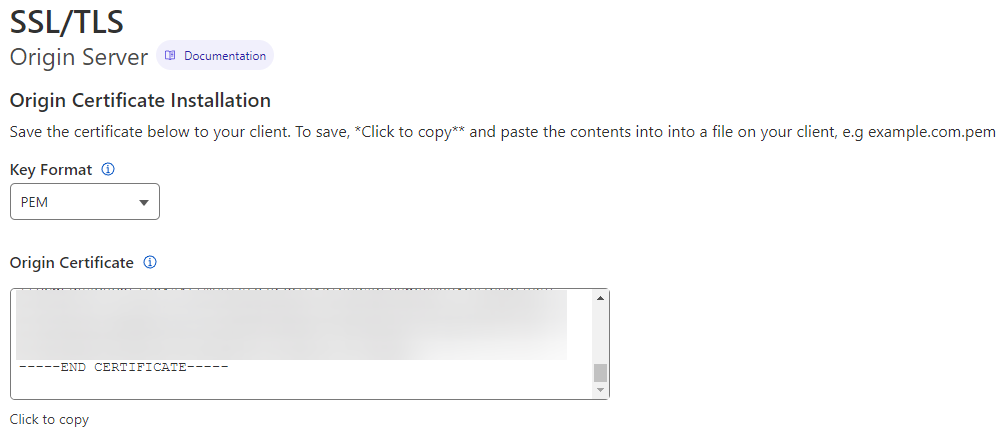 SSL/TLS
Origin Server Documentation
Origin Certificate Installation
Save the certificate below to your client. To save, *Click to copy** and paste the contents into into a file on your client, e.g example.com.pem
Key Format
PEM
Origin Certificate
-----END CERTIFICATE-----
Click to copy